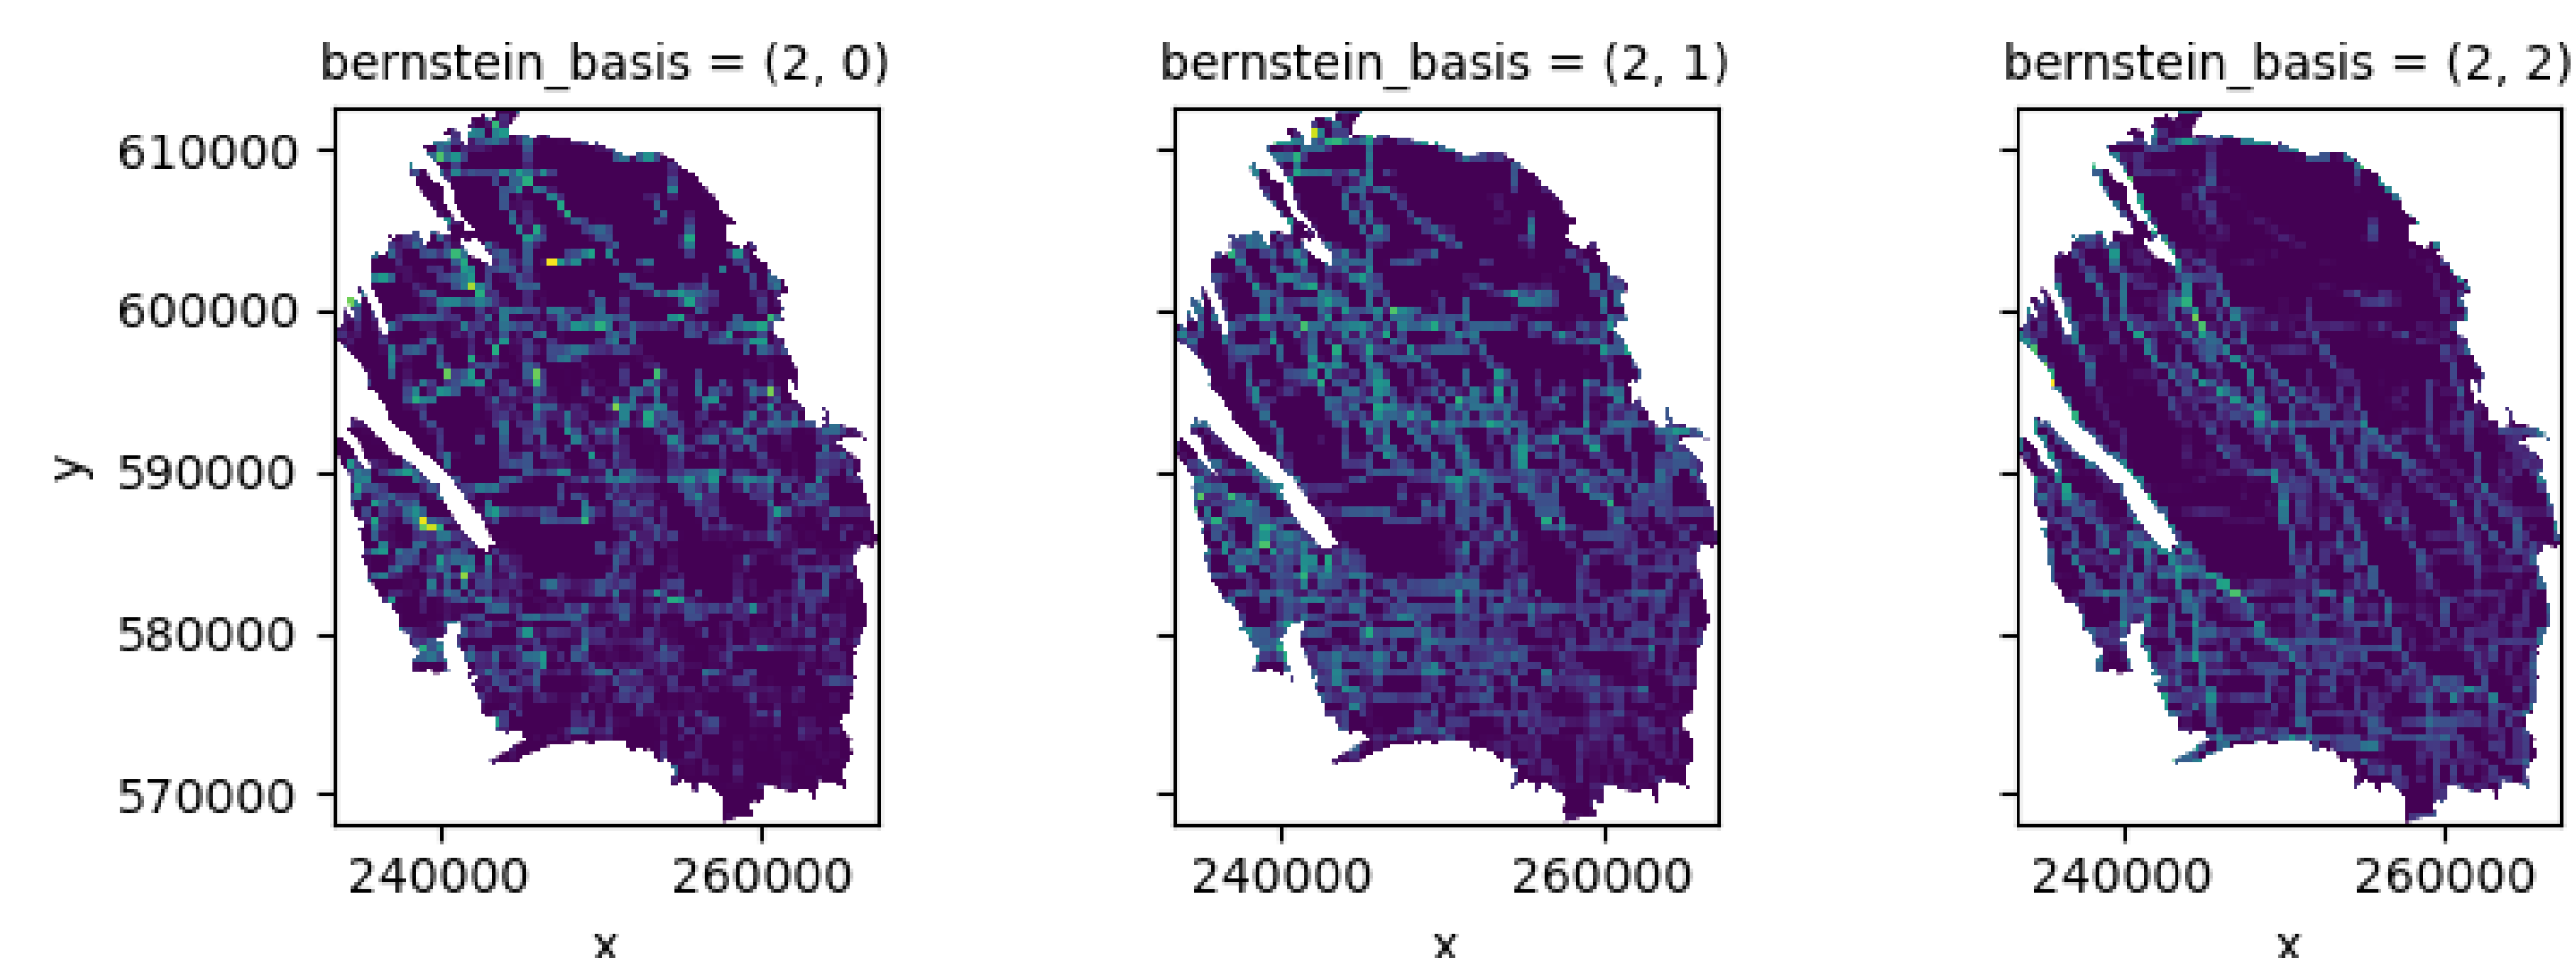 bernstein_basis = (2, 0)
bernstein_basis = (2, 1)
bernstein_basis = (2, 2)
610000
600000
y
590000
580000
570000
240000 260000
240000 260000
240000 260000
x
x
x